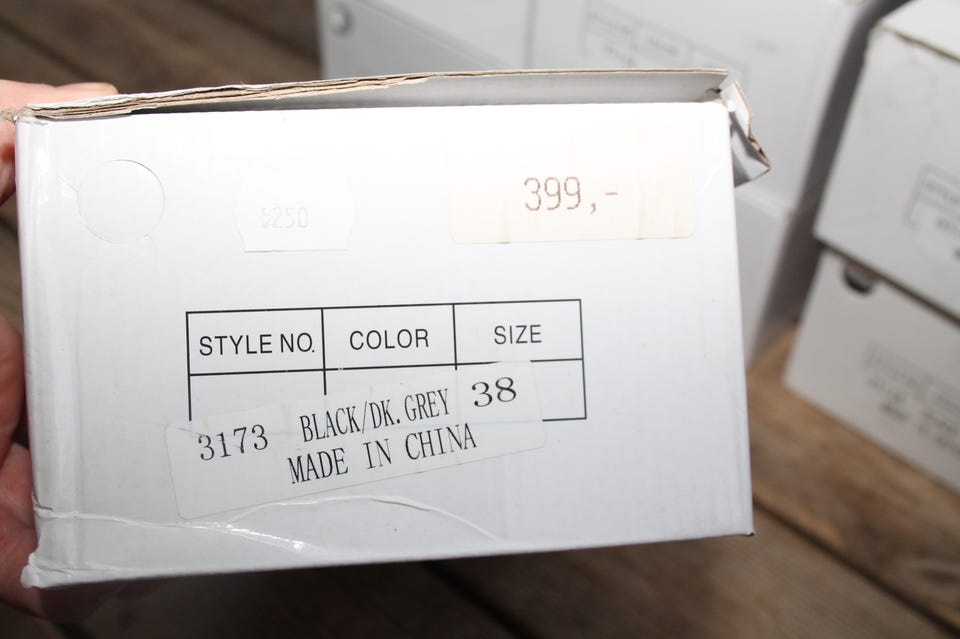 399,-
STYLE NO. COLOR SIZE
3173 BLACK/DK. GREY 38
MADE IN CHINA